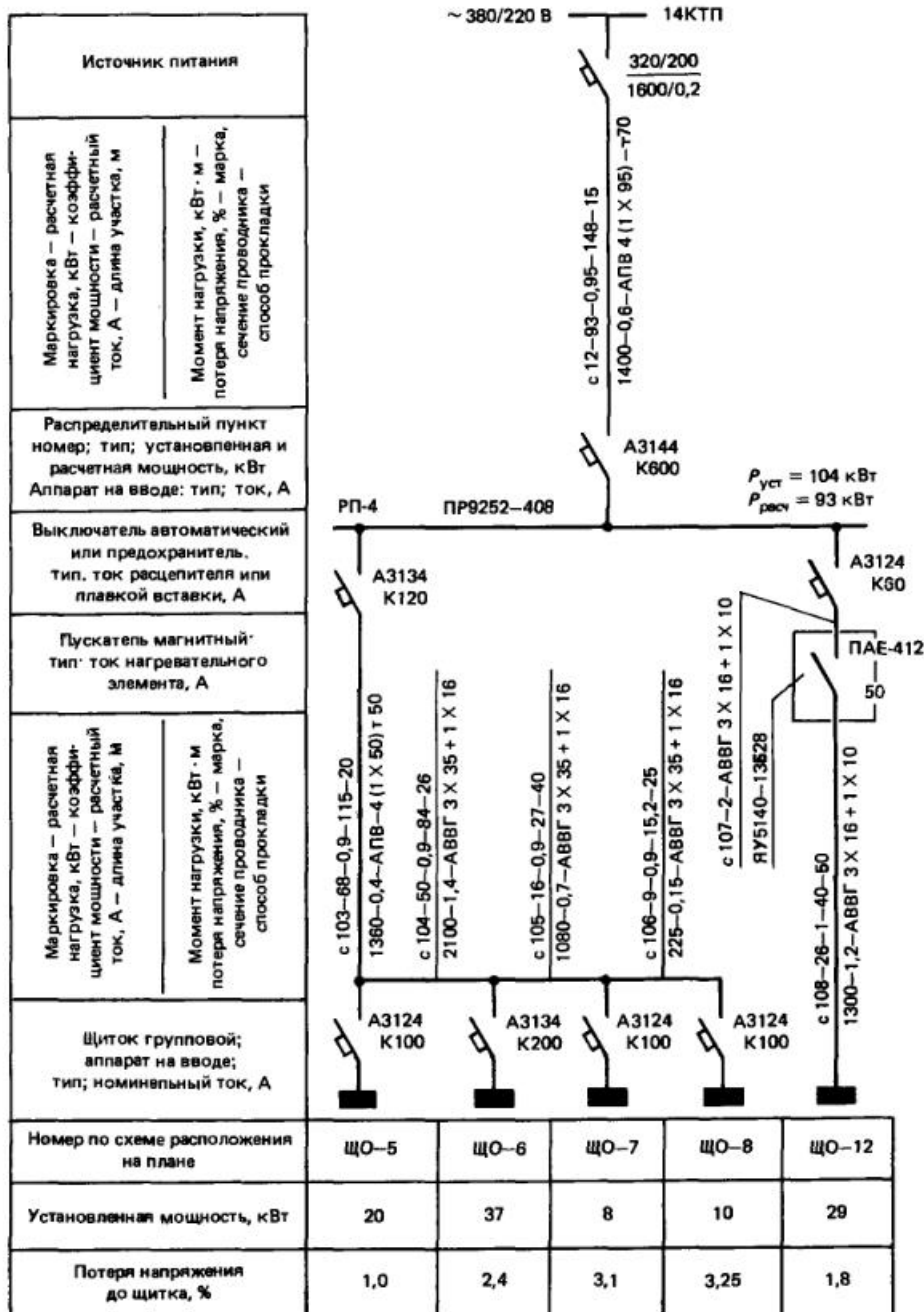 ~ 380/220 В
14КТП
Источник питания
320/200
1600/0,2
Маркировка — расчетная
нагрузка, кВт — коэффи-
циент мощности — расчетный
ток, А — длина участка, м
Момент нагрузки, кВт · м —
потеря напряжения, % — марка,
сечение проводника —
способ прокладки
с 12—93—0,95—148—15
1400—0,6—АПВ 4 (1 X 95) —т70
Распределительный пункт
номер; тип; установленная и
расчетная мощность, кВт
Аппарат на вводе: тип; ток, А
А3144
К600
РП-4
ПР9252—408
Pуст = 104 кВт
Pрасч = 93 кВт
Выключатель автоматический
или предохранитель.
тип. ток расцепителя или
плавкой вставки, А
А3134
К120
А3124
К60
Пускатель магнитный·
тип· ток нагревательного
элемента, А
ПАЕ-412
50
Маркировка — расчетная
нагрузка, кВт — коэффи-
циент мощности — расчетный
ток, А — длина участка, м
Момент нагрузки, кВт · м
потеря напряжения, % — марка,
сечение проводника —
способ прокладки
с 103—68—0,9—115—20
1360—0,4—АПВ—4 (1 X 50) т 50
с 104—50—0,9—84—26
2100—1,4—АВВГ 3 X 35 + 1 X 16
с 105—16—0,9—27—40
1080—0,7—АВВГ 3 X 35 + 1 X 16
с 106—9—0,9—15,2—25
225—0,15—АВВГ 3 X 35 + 1 X 16
с 107—2—АВВГ 3 X 16 + 1 X 10
с 108—26—1—40—50
1300—1,2—АВВГ 3 X 16 + 1 X 10
Щиток групповой;
аппарат на вводе;
тип; номинельный ток, А
А3124
К100
А3134
К200
А3124
К100
А3124
К100
Номер по схеме расположения
на плане
ЩО—5
ЩО—6
ЩО—7
ЩО—8
ЩО—12
Установленная мощность, кВт
20
37
8
10
29
Потеря напряжения
до щитка, %
1,0
2,4
3,1
3,25
1,8